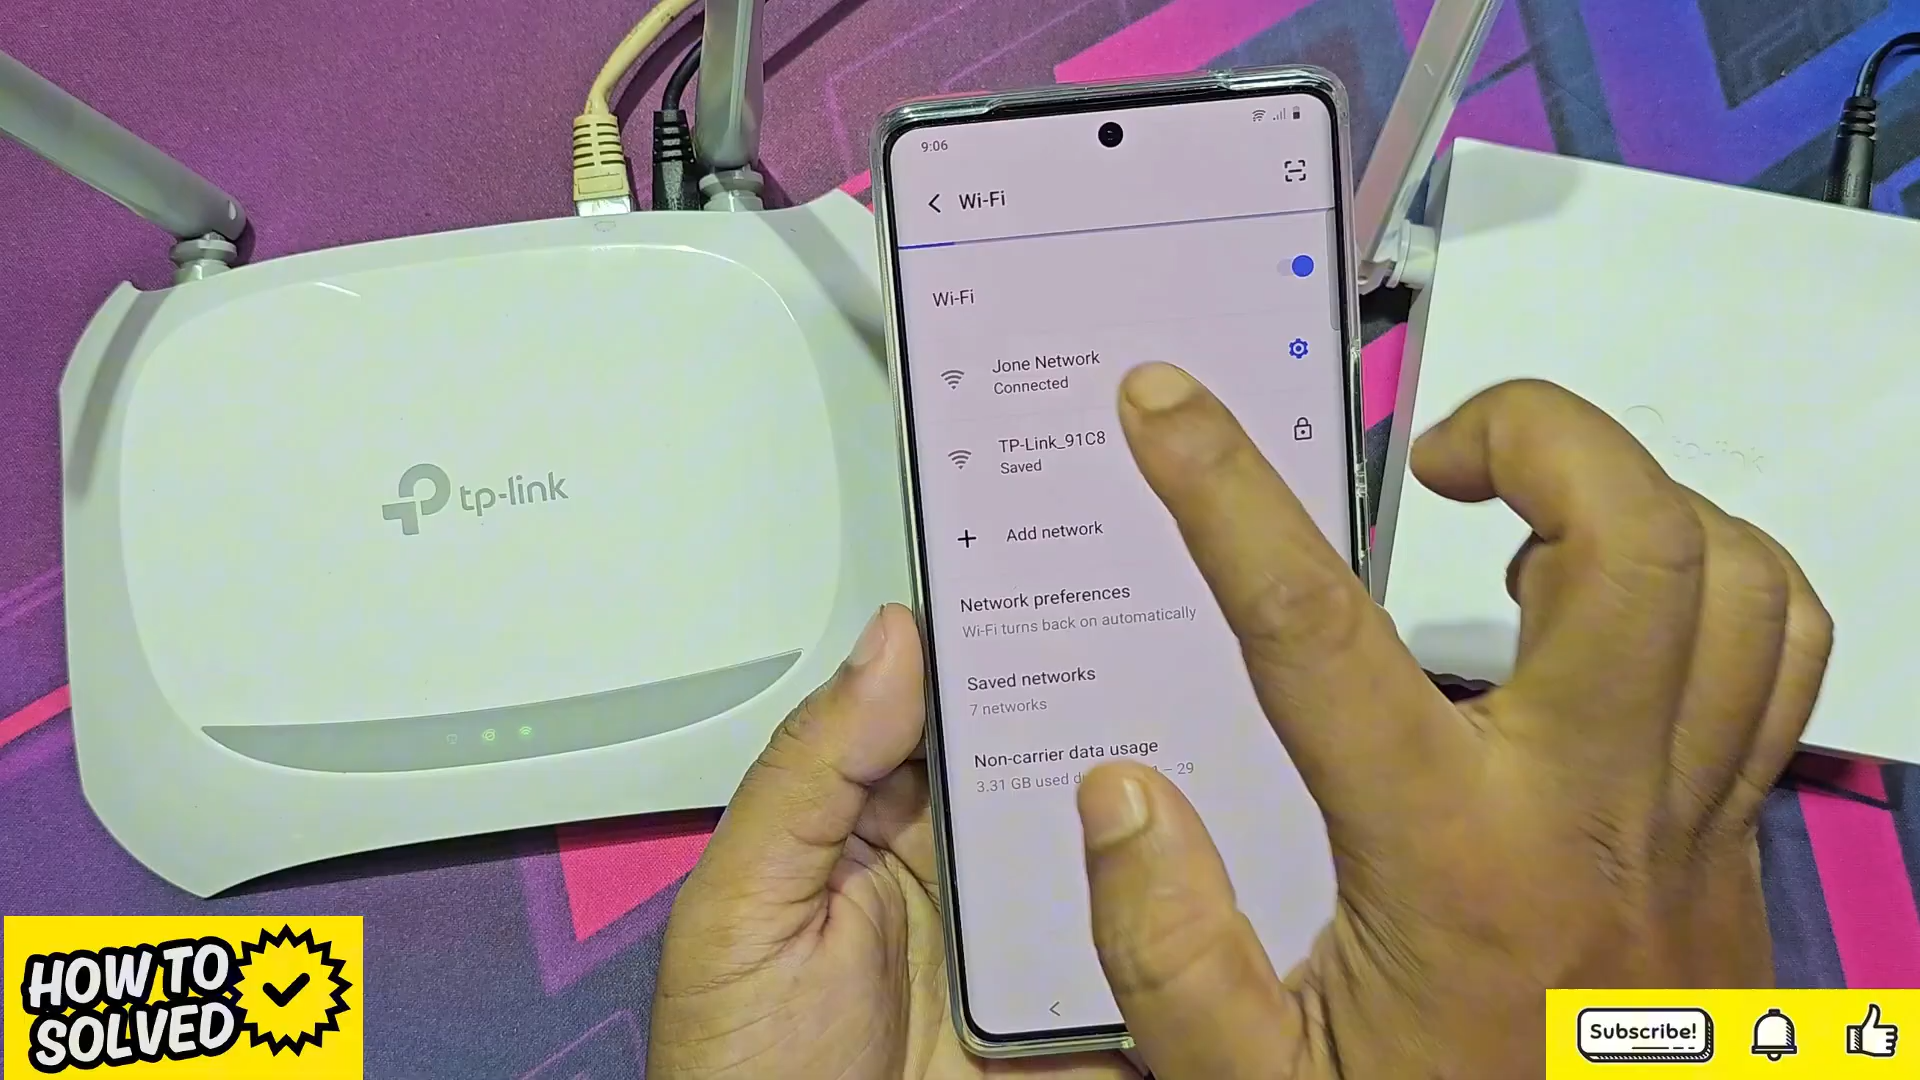 9:06
Wi-Fi
Wi-Fi
Jone Network
Connected
TP-Link_91C8
Saved
Add network
Network preferences
Wi-Fi turns back on automatically
Saved networks
7 networks
Non-carrier data usage
3.31 GB used
– 29
tp-link
tp-link
HOW TO
SOLVED
Subscribe!